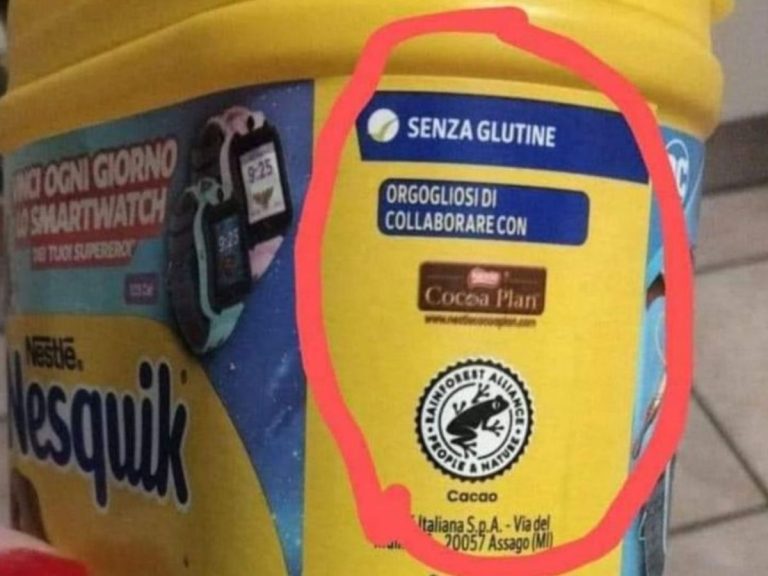 VINCI OGNI GIORNO
LO SMARTWATCH
DEI TUOI SUPEREROI
9:25
9:25
Nestlé
Nesquik
SENZA GLUTINE
ORGOGLIOSI DI
COLLABORARE CON
Nestlé
Cocoa Plan
www.nestlecocoaplan.com
RAINFOREST ALLIANCE
PEOPLE & NATURE
Cacao
Italiana S.p.A. - Via del
20057 Assago (MI)